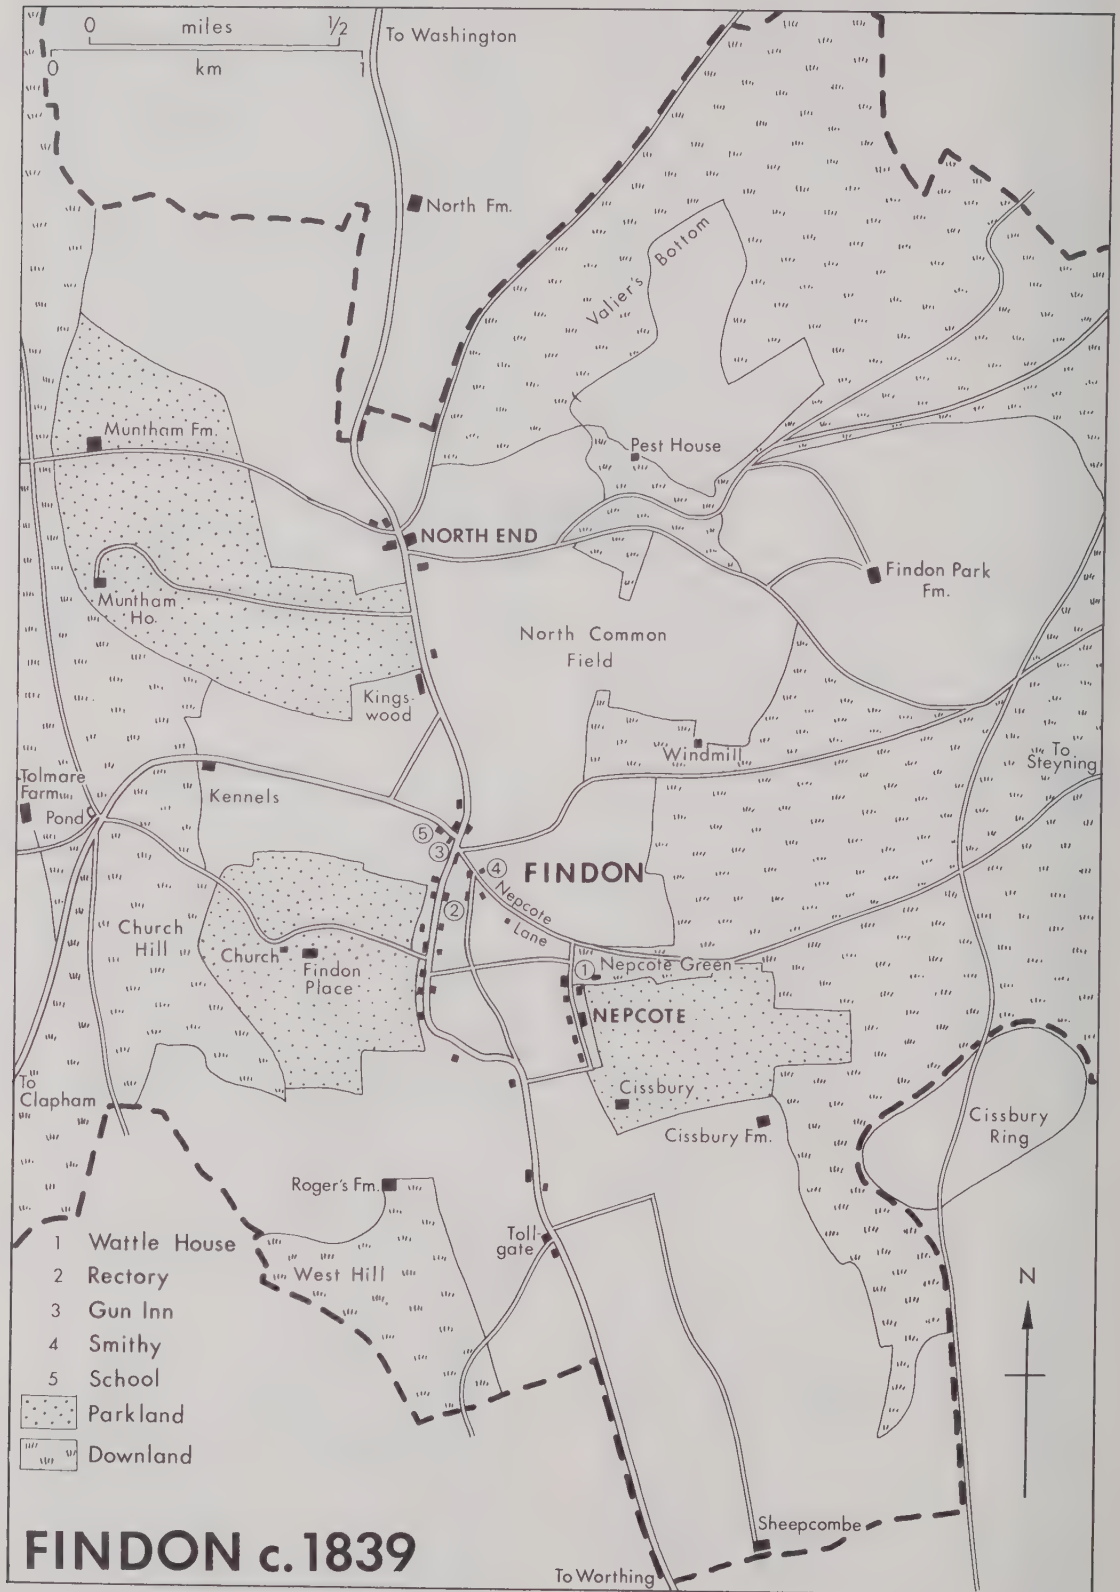 0 miles 1/2
0 km 1
To Washington
North Fm.
Valier's Bottom
Muntham Fm.
Pest House
NORTH END
Findon Park
Fm.
Muntham
Ho.
North Common
Field
Kings-
wood
Windmill
To
Steyning
Tolmare
Farm
Pond
Kennels
5
3
4
FINDON
2
Nepcote
Lane
Church
Hill
Church
Findon
Place
1
Nepcote Green
NEPCOTE
To
Clapham
Cissbury
Cissbury Fm.
Cissbury
Ring
Roger's Fm.
Toll-
gate
West Hill
N
1 Wattle House
2 Rectory
3 Gun Inn
4 Smithy
5 School
Parkland
Downland
Sheepcombe
To Worthing
FINDON c.1839